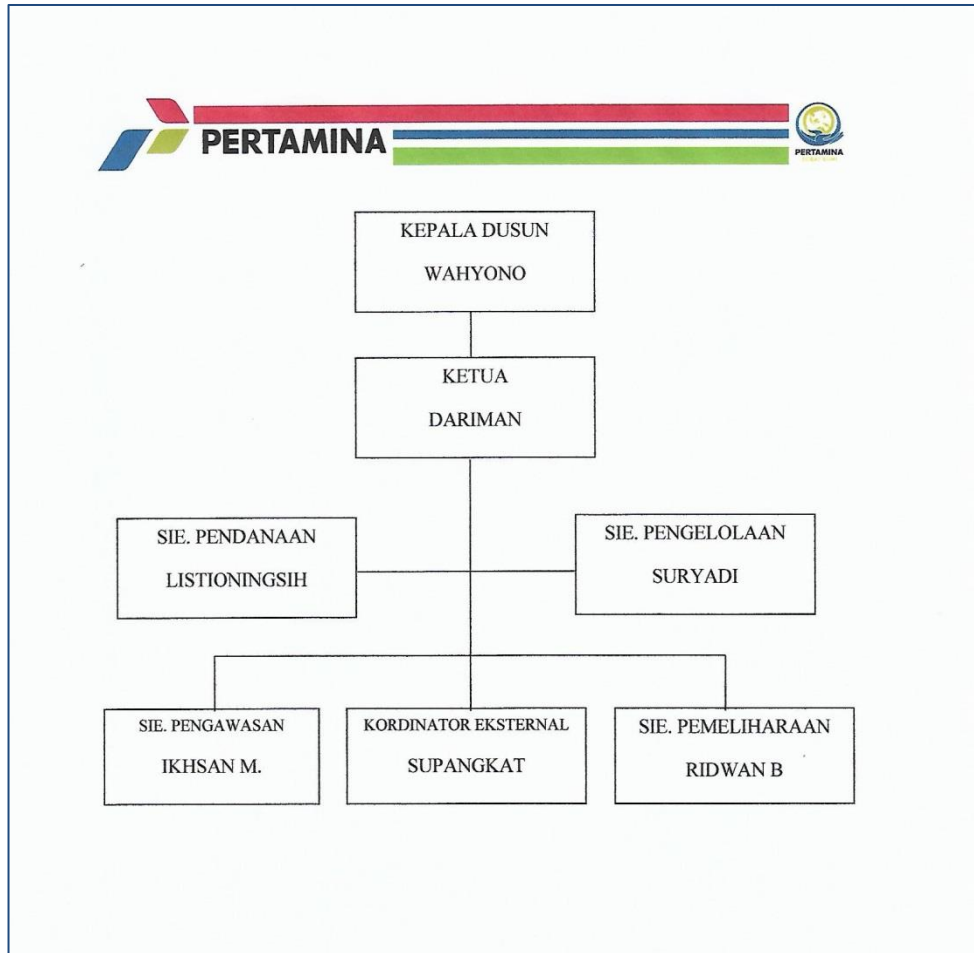 PERTAMINA
PERTAMINA
KEPALA DUSUN
WAHYONO
KETUA
DARIMAN
SIE. PENDANAAN
LISTIONINGSIH
SIE. PENGELOLAAN
SURYADI
SIE. PENGAWASAN
IKHSAN M.
KORDINATOR EKSTERNAL
SUPANGKAT
SIE. PEMELIHARAAN
RIDWAN B